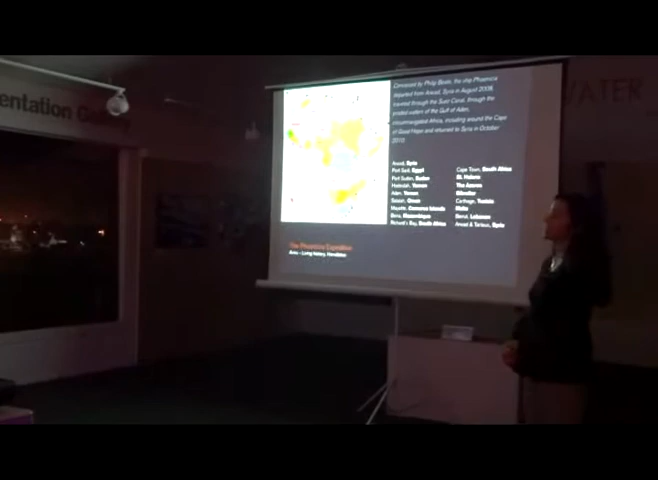 entation Ga
WATER
Conceived by Philip Beale, the ship Phoenicia
departed from Arwad, Syria in August 2008,
traveled through the Suez Canal, through the
pirated waters of the Gulf of Aden,
circumnavigated Africa, including around the Cape
of Good Hope and returned to Syria in October
2010
Arwad, Syria
Port Said, Egypt
Port Sudan, Sudan
Hodeidah, Yemen
Aden, Yemen
Salalah, Oman
Mayotte, Comoros Islands
Beira, Mozambique
Richard's Bay, South Africa
Cape Town, South Africa
St. Helena
The Azores
Gibraltar
Carthage, Tunisia
Malta
Beirut, Lebanon
Arwad & Tartous, Syria
The Phoenicia Expedition